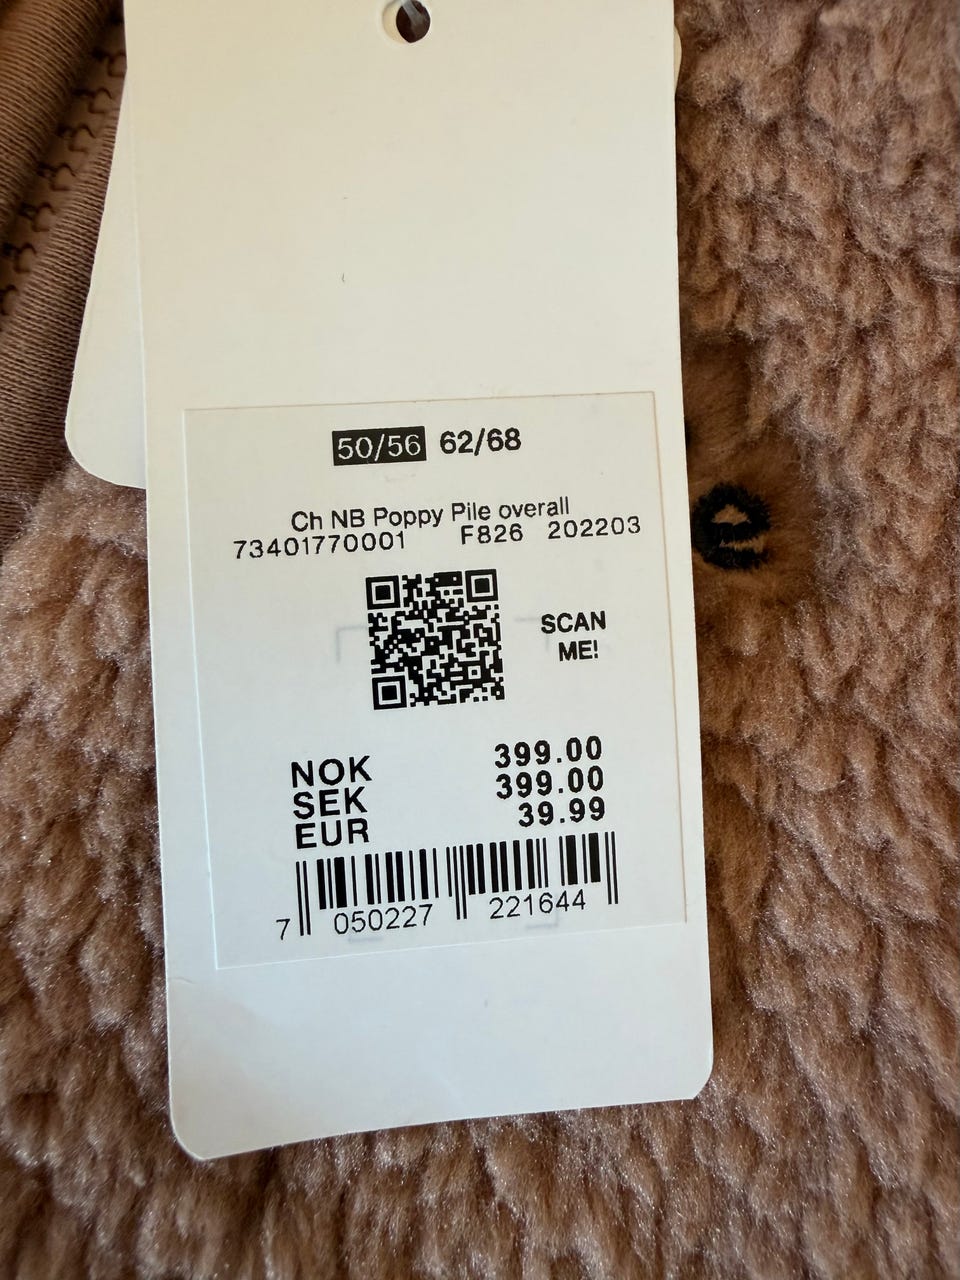 50/56 62/68
Ch NB Poppy Pile overall
73401770001 F826 202203
SCAN
ME!
NOK 399.00
SEK 399.00
EUR 39.99
7 050227 221644
e